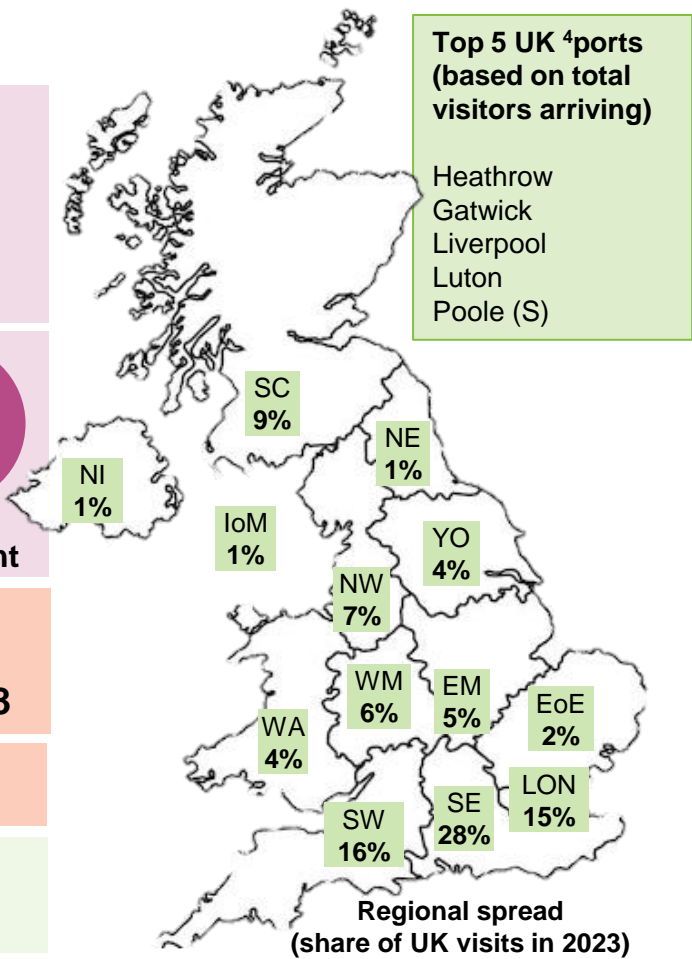 Top 5 UK ⁴ports
(based on total
visitors arriving)
Heathrow
Gatwick
Liverpool
Luton
Poole (S)
SC
9%
NE
1%
NI
1%
IoM
1%
YO
4%
nt
NW
7%
WM
6%
EM
5%
EoE
2%
3
WA
4%
LON
15%
SE
28%
SW
16%
Regional spread
(share of UK visits in 2023)